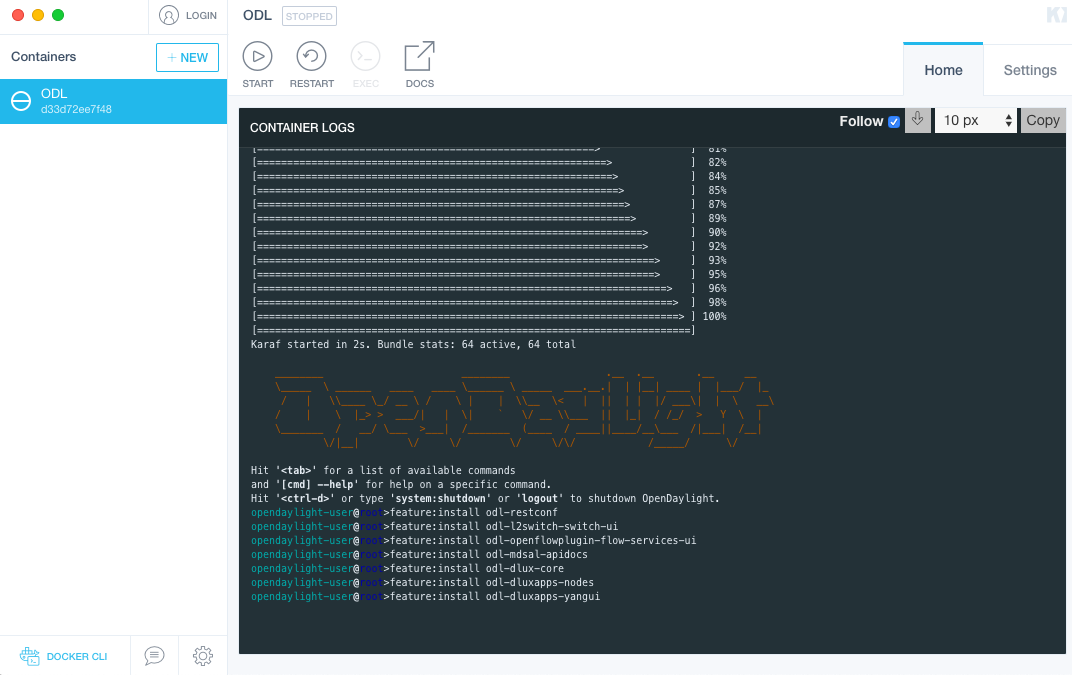 LOGIN
ODL STOPPED
Containers
+ NEW
ODL
d33d72ee7f48
START RESTART EXEC DOCS
Home Settings
CONTAINER LOGS
Follow 10 px Copy
[========================================================> ] 81%
[==========================================================> ] 82%
[===========================================================> ] 84%
[============================================================> ] 85%
[=============================================================> ] 87%
[==============================================================> ] 89%
[================================================================> ] 90%
[================================================================> ] 92%
[==================================================================> ] 93%
[==================================================================> ] 95%
[====================================================================> ] 96%
[=====================================================================> ] 98%
[======================================================================> ] 100%
[========================================================================]
Karaf started in 2s. Bundle stats: 64 active, 64 total
Hit '<tab>' for a list of available commands
and '[cmd] --help' for help on a specific command.
Hit '<ctrl-d>' or type 'system:shutdown' or 'logout' to shutdown OpenDaylight.
opendaylight-user@root>feature:install odl-restconf
opendaylight-user@root>feature:install odl-l2switch-switch-ui
opendaylight-user@root>feature:install odl-openflowplugin-flow-services-ui
opendaylight-user@root>feature:install odl-mdsal-apidocs
opendaylight-user@root>feature:install odl-dlux-core
opendaylight-user@root>feature:install odl-dluxapps-nodes
opendaylight-user@root>feature:install odl-dluxapps-yangui
DOCKER CLI